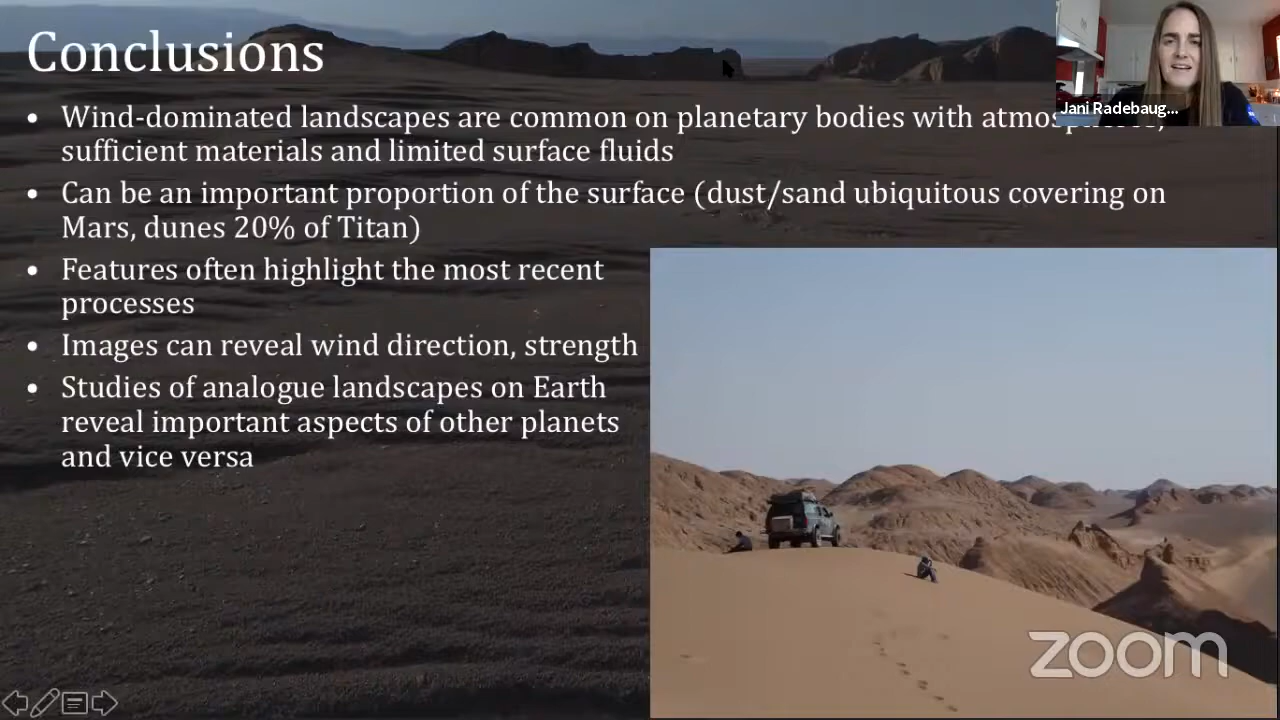 Conclusions
Jani Radebaug...
• Wind-dominated landscapes are common on planetary bodies with
sufficient materials and limited surface fluids
• Can be an important proportion of the surface (dust/sand ubiquitous covering on
Mars, dunes 20% of Titan)
• Features often highlight the most recent
processes
• Images can reveal wind direction, strength
• Studies of analogue landscapes on Earth
reveal important aspects of other planets
and vice versa
zoom